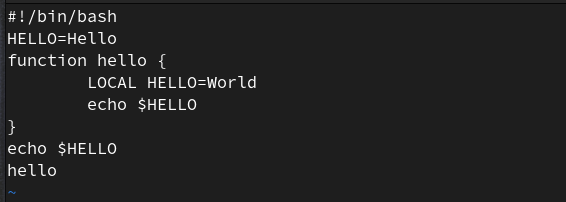 #!/bin/bash
HELLO=Hello
function hello {
        LOCAL HELLO=World
        echo $HELLO
}
echo $HELLO
hello
~